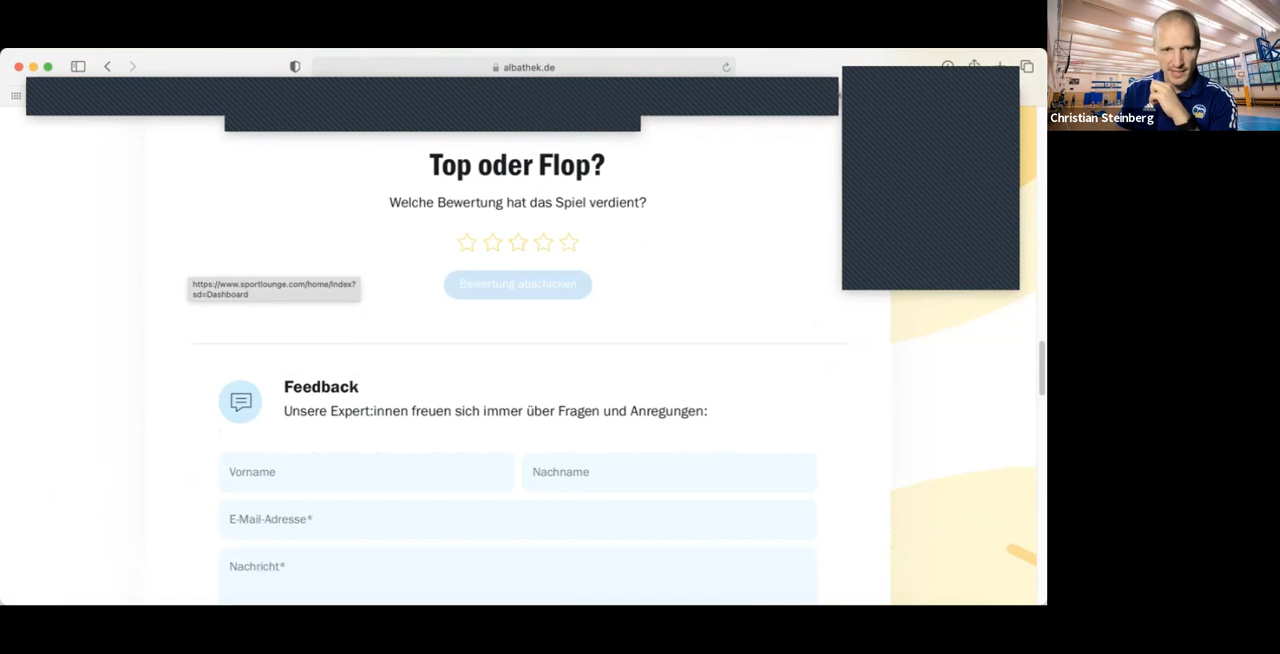 albathek.de
Top oder Flop?
Welche Bewertung hat das Spiel verdient?
https://www.sportlounge.com/home/Index?
sd=Dashboard
Bewertung abschicken
Feedback
Unsere Expert:innen freuen sich immer über Fragen und Anregungen:
Vorname
Nachname
E-Mail-Adresse*
Nachricht*
Christian Steinberg